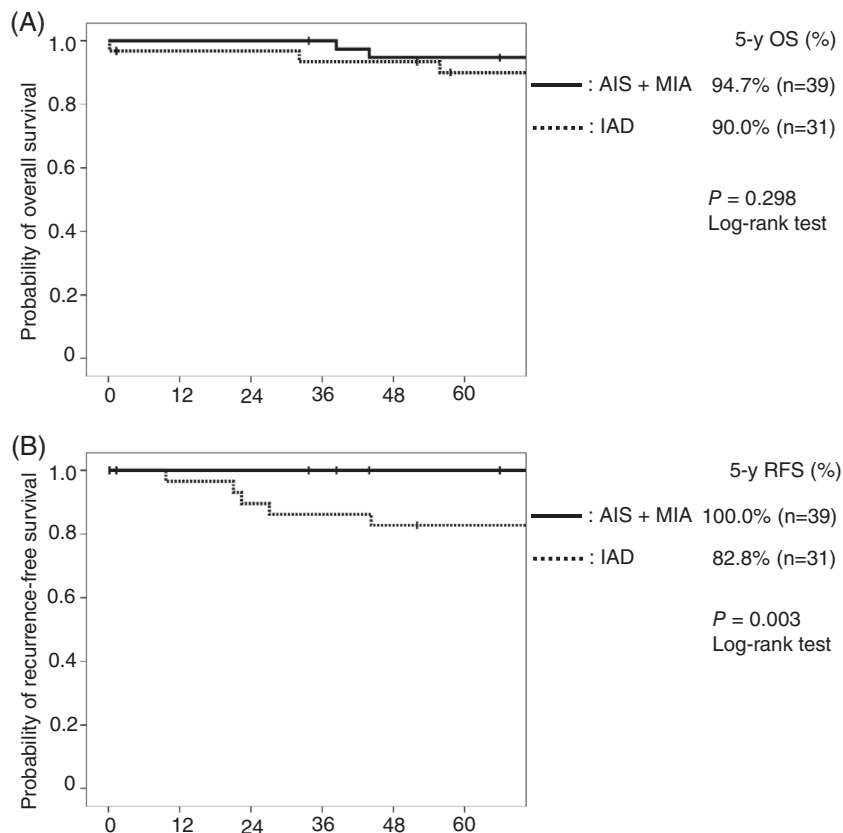 (A)
Probability of overall survival
1.0
0.8
0.6
0.4
0.2
0
0 12 24 36 48 60
5-y OS (%)
: AIS + MIA 94.7% (n=39)
: IAD 90.0% (n=31)
P = 0.298
Log-rank test
(B)
Probability of recurrence-free survival
1.0
0.8
0.6
0.4
0.2
0
0 12 24 36 48 60
5-y RFS (%)
: AIS + MIA 100.0% (n=39)
: IAD 82.8% (n=31)
P = 0.003
Log-rank test